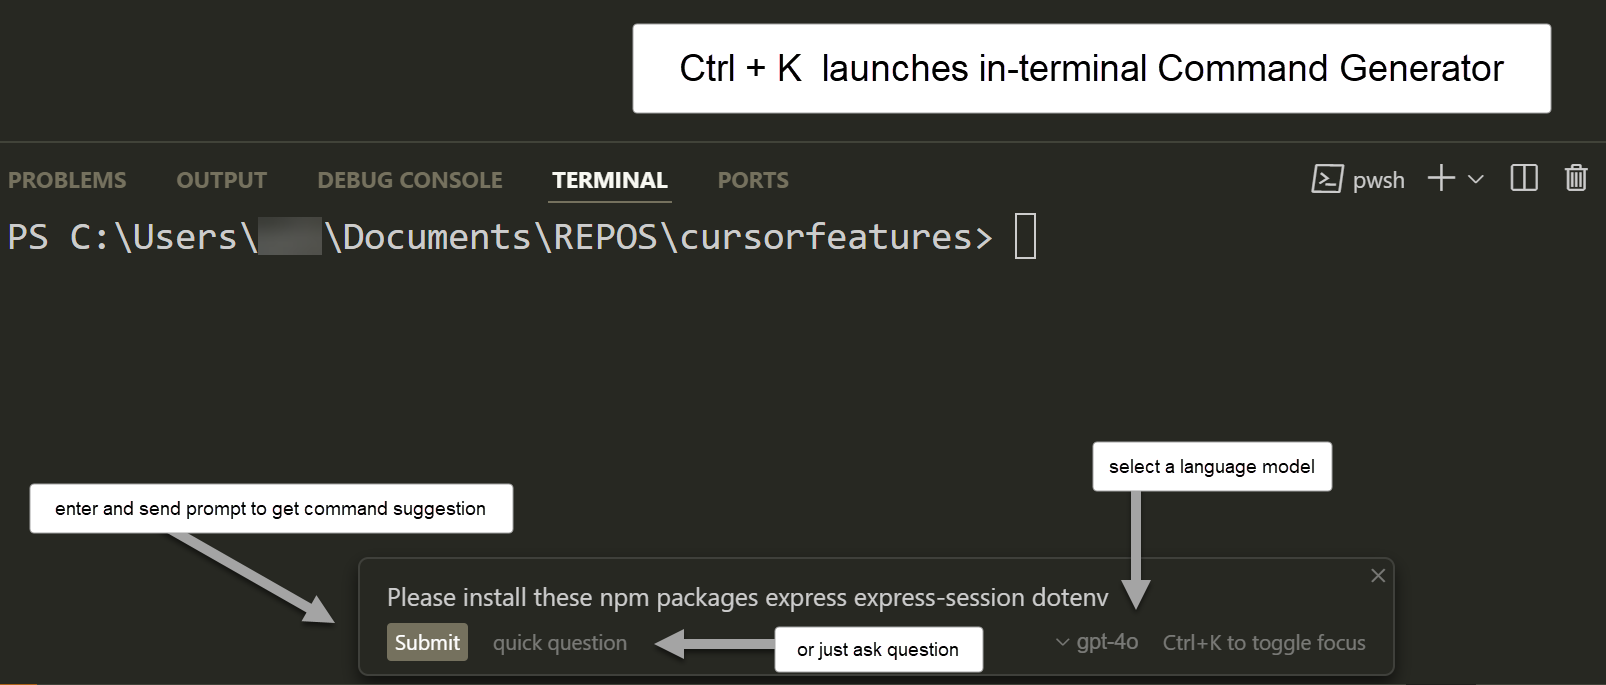 Ctrl + K launches in-terminal Command Generator
PROBLEMS OUTPUT DEBUG CONSOLE TERMINAL PORTS pwsh
PS C:\Users\ \Documents\REPOS\cursorfeatures>
select a language model
enter and send prompt to get command suggestion
Please install these npm packages express express-session dotenv
Submit quick question or just ask question gpt-4o Ctrl+K to toggle focus